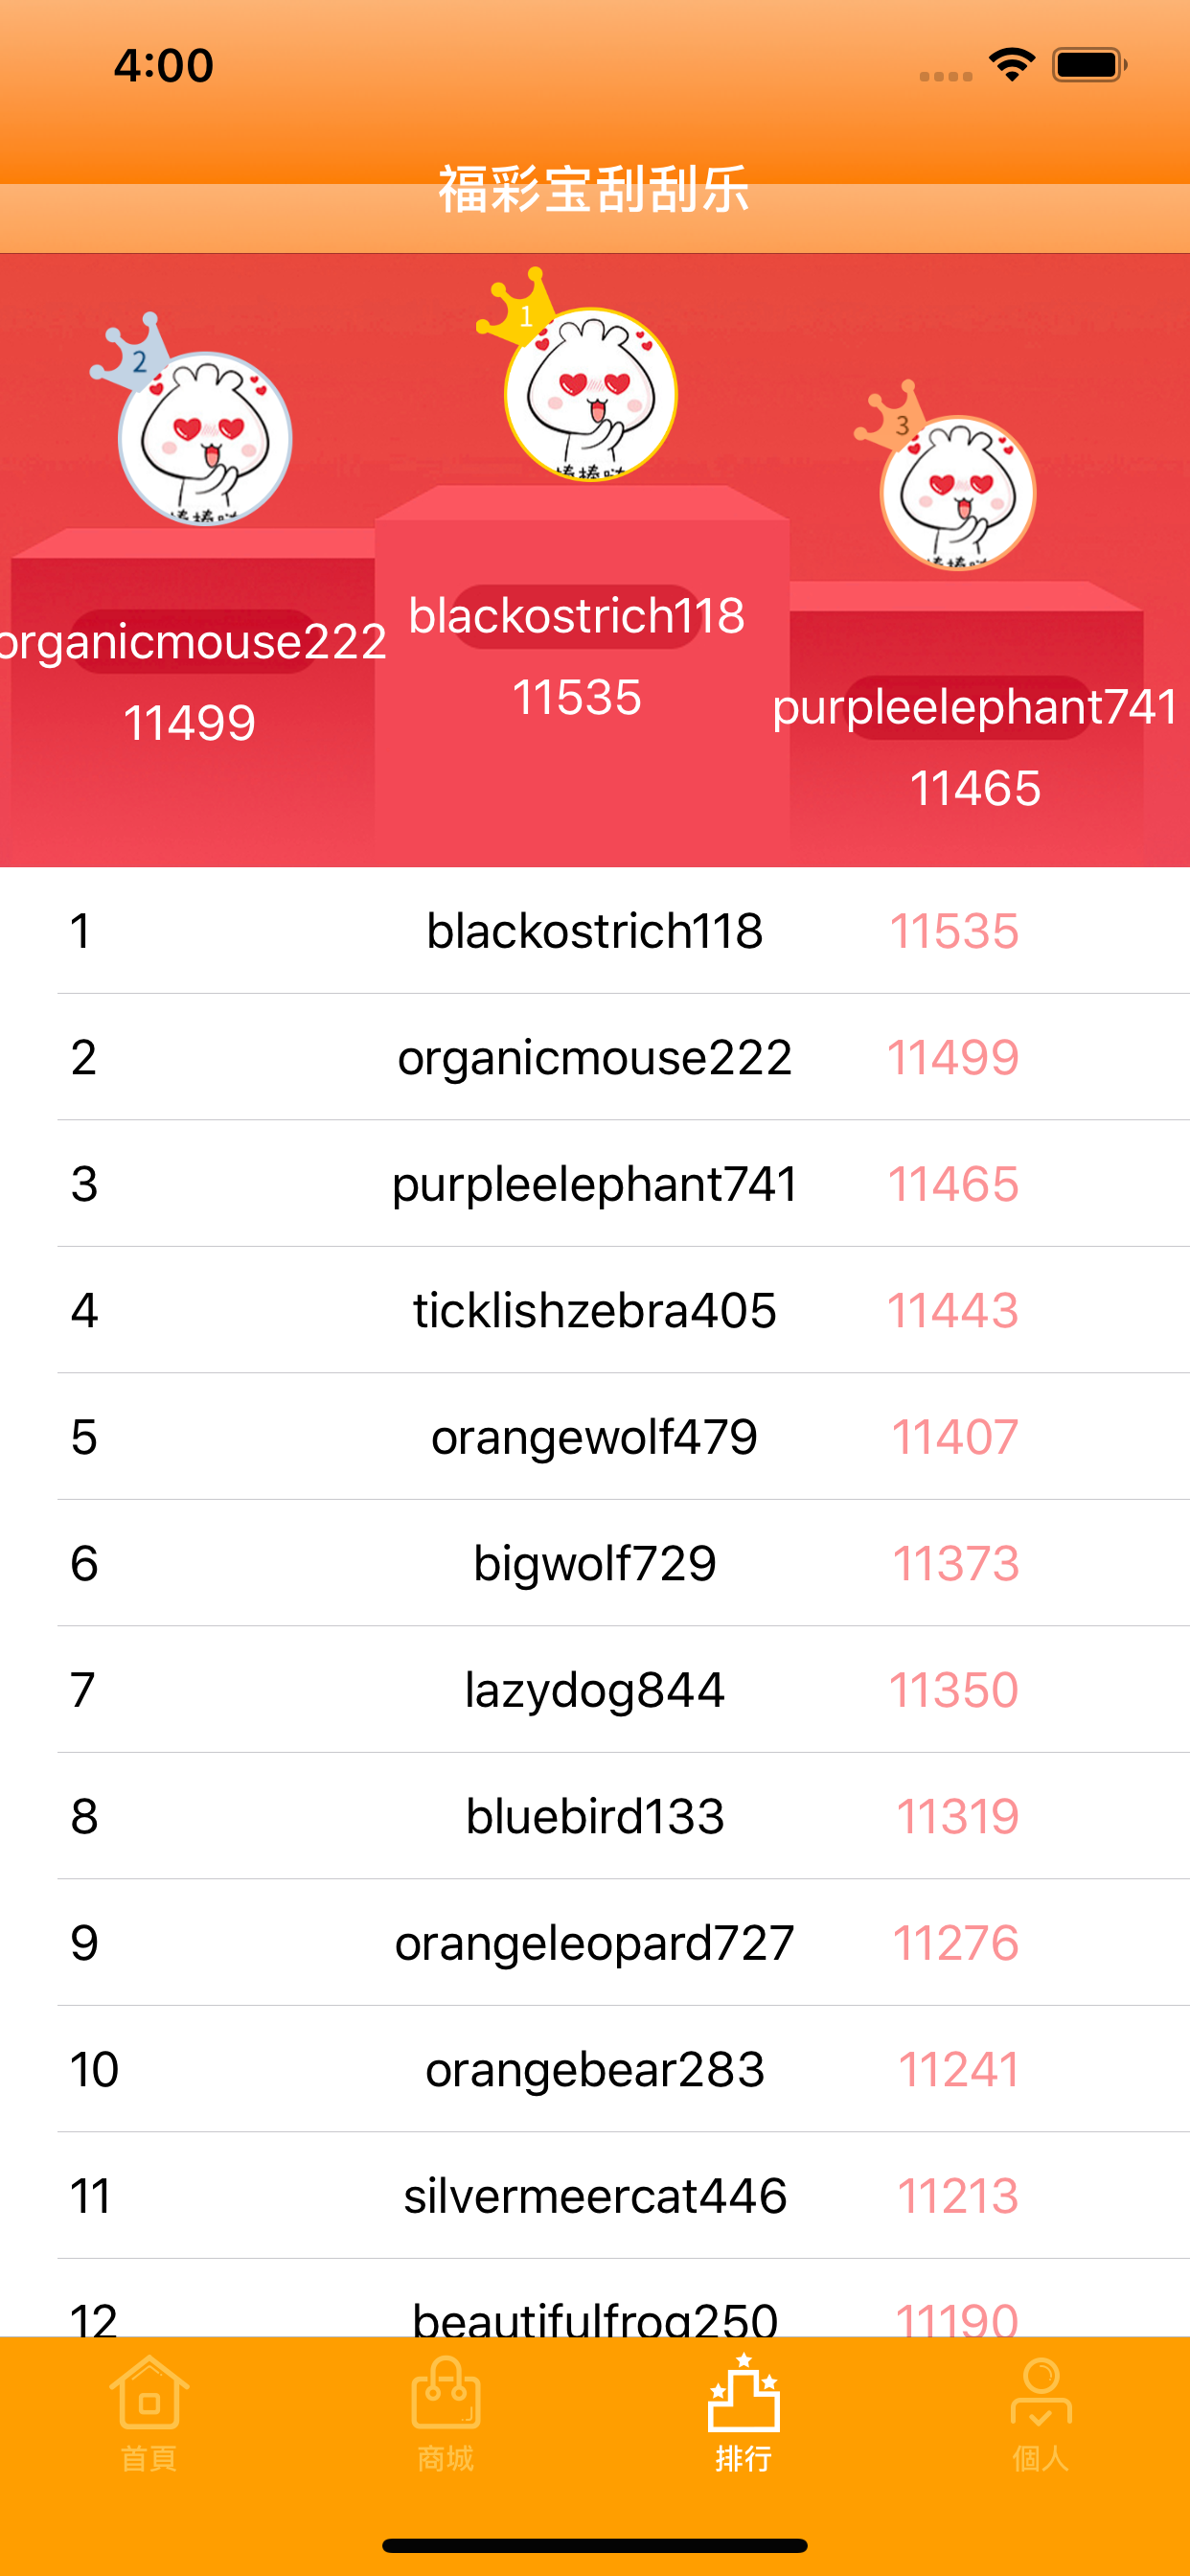 4:00
福彩宝刮刮乐
2
1
3
organicmouse222
blackostrich118
purpleelephant741
11499
11535
11465
1 blackostrich118 11535
2 organicmouse222 11499
3 purpleelephant741 11465
4 ticklishzebra405 11443
5 orangewolf479 11407
6 bigwolf729 11373
7 lazydog844 11350
8 bluebird133 11319
9 orangeleopard727 11276
10 orangebear283 11241
11 silvermeercat446 11213
12 beautifulfrog250 11190
首頁 商城 排行 個人